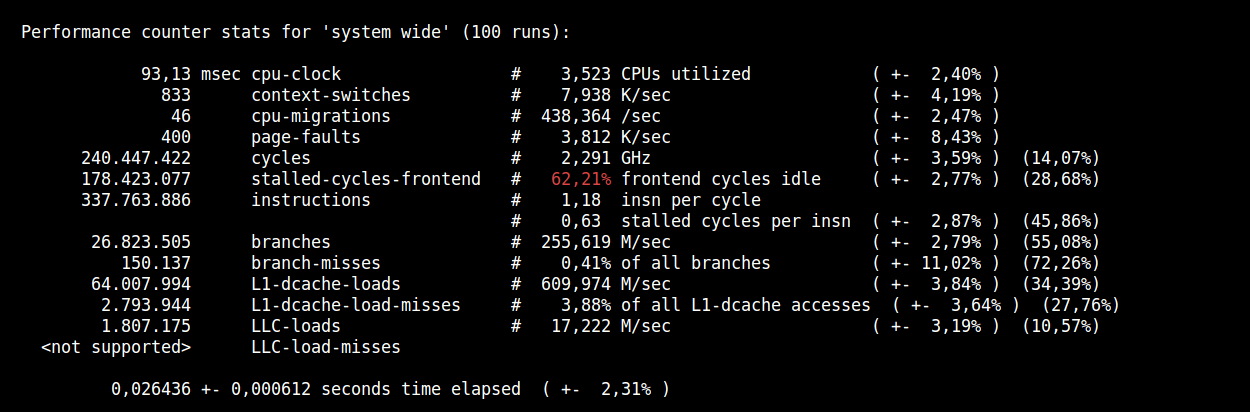 Performance counter stats for 'system wide' (100 runs):
93,13 msec cpu-clock # 3,523 CPUs utilized ( +- 2,40% )
833 context-switches # 7,938 K/sec ( +- 4,19% )
46 cpu-migrations # 438,364 /sec ( +- 2,47% )
400 page-faults # 3,812 K/sec ( +- 8,43% )
240.447.422 cycles # 2,291 GHz ( +- 3,59% ) (14,07%)
178.423.077 stalled-cycles-frontend # 62,21% frontend cycles idle ( +- 2,77% ) (28,68%)
337.763.886 instructions # 1,18 insn per cycle
# 0,63 stalled cycles per insn ( +- 2,87% ) (45,86%)
26.823.505 branches # 255,619 M/sec ( +- 2,79% ) (55,08%)
150.137 branch-misses # 0,41% of all branches ( +- 11,02% ) (72,26%)
64.007.994 L1-dcache-loads # 609,974 M/sec ( +- 3,84% ) (34,39%)
2.793.944 L1-dcache-load-misses # 3,88% of all L1-dcache accesses ( +- 3,64% ) (27,76%)
1.807.175 LLC-loads # 17,222 M/sec ( +- 3,19% ) (10,57%)
<not supported> LLC-load-misses
0,026436 +- 0,000612 seconds time elapsed ( +- 2,31% )